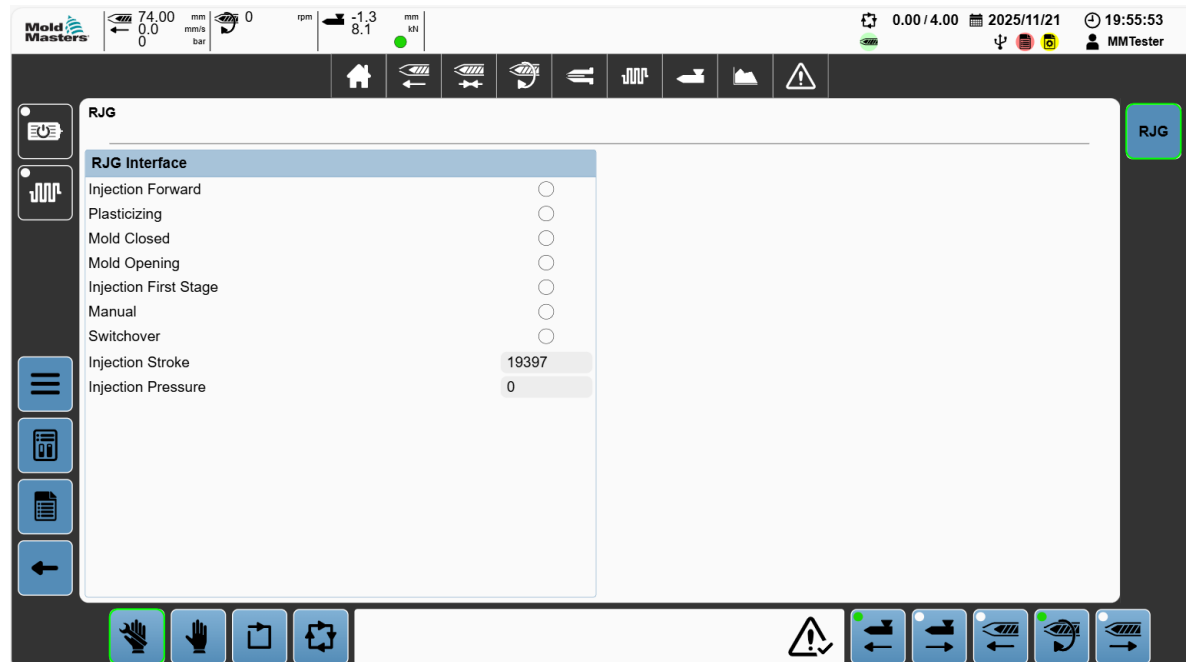 Mold
Masters
74.00 mm
0.0 mm/s
0 bar
0 rpm
-1.3 mm
8.1 kN
0.00 / 4.00 2025/11/21 19:55:53
MMTester
RJG
RJG
RJG Interface
Injection Forward
Plasticizing
Mold Closed
Mold Opening
Injection First Stage
Manual
Switchover
Injection Stroke 19397
Injection Pressure 0